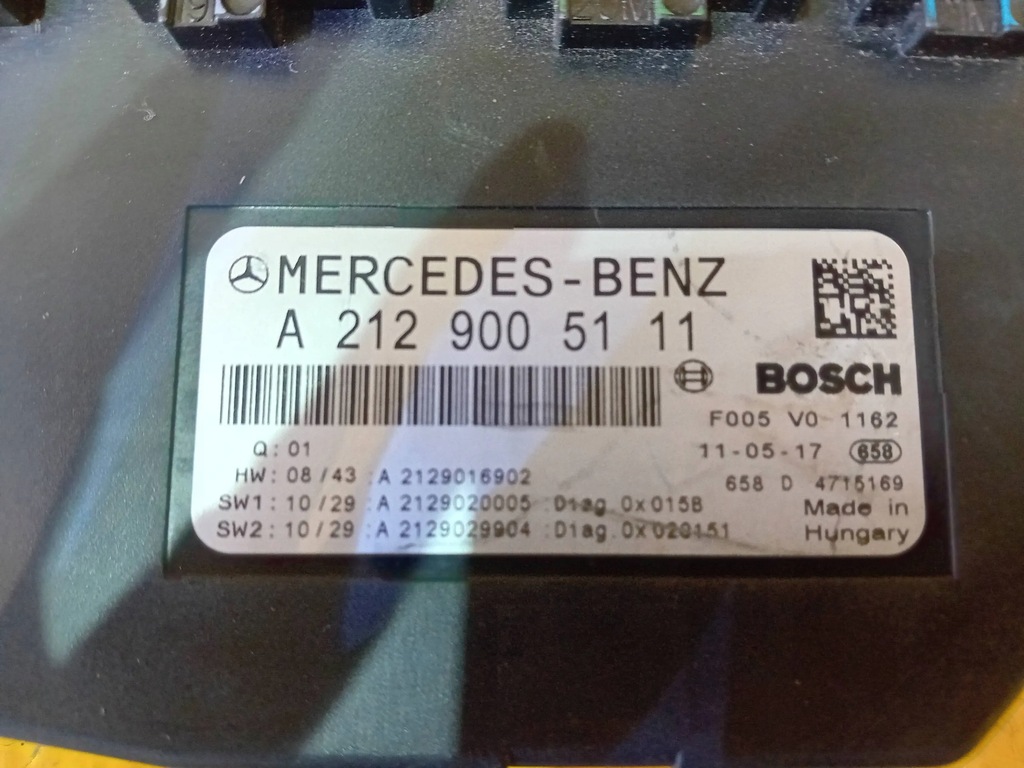 MERCEDES-BENZ
A 212 900 51 11
BOSCH
F005 V0 1162
Q: 01
11-05-17 658
HW: 08/43 :A 2129016902
658 D 4715169
SW1: 10/29 :A 2129020005 :Diag. 0x0158
Made in
SW2: 10/29 :A 2129029904 :Diag. 0x020151
Hungary